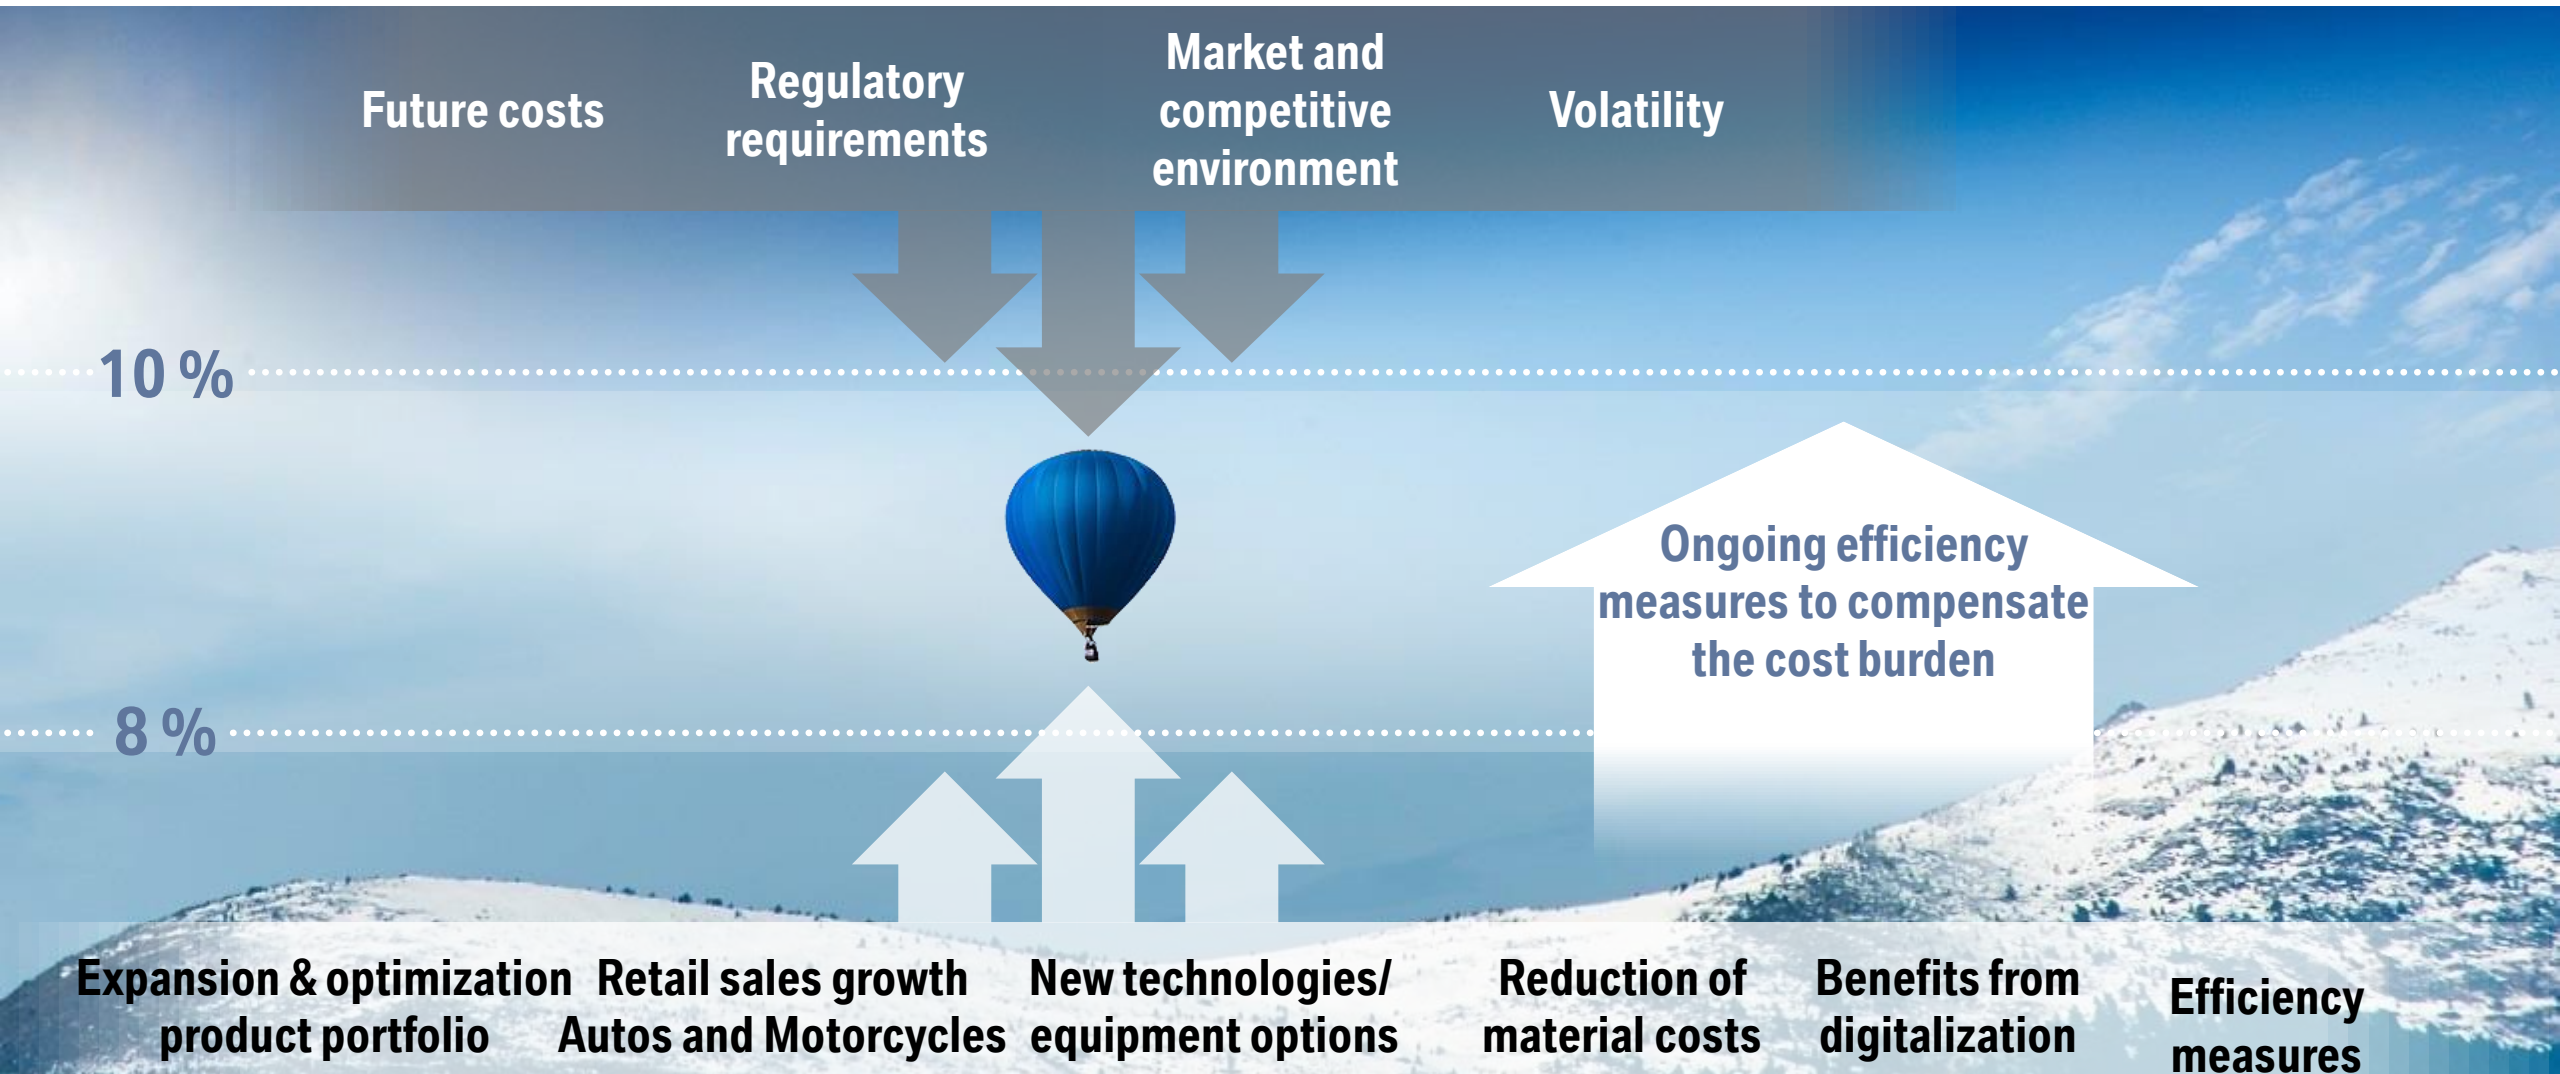 Future costs
Regulatory
requirements
Market and
competitive
environment
Volatility
10 %
Ongoing efficiency
measures to compensate
the cost burden
8 %
Expansion & optimization
product portfolio
Retail sales growth
Autos and Motorcycles
New technologies/
equipment options
Reduction of
material costs
Benefits from
digitalization
Efficiency
measures